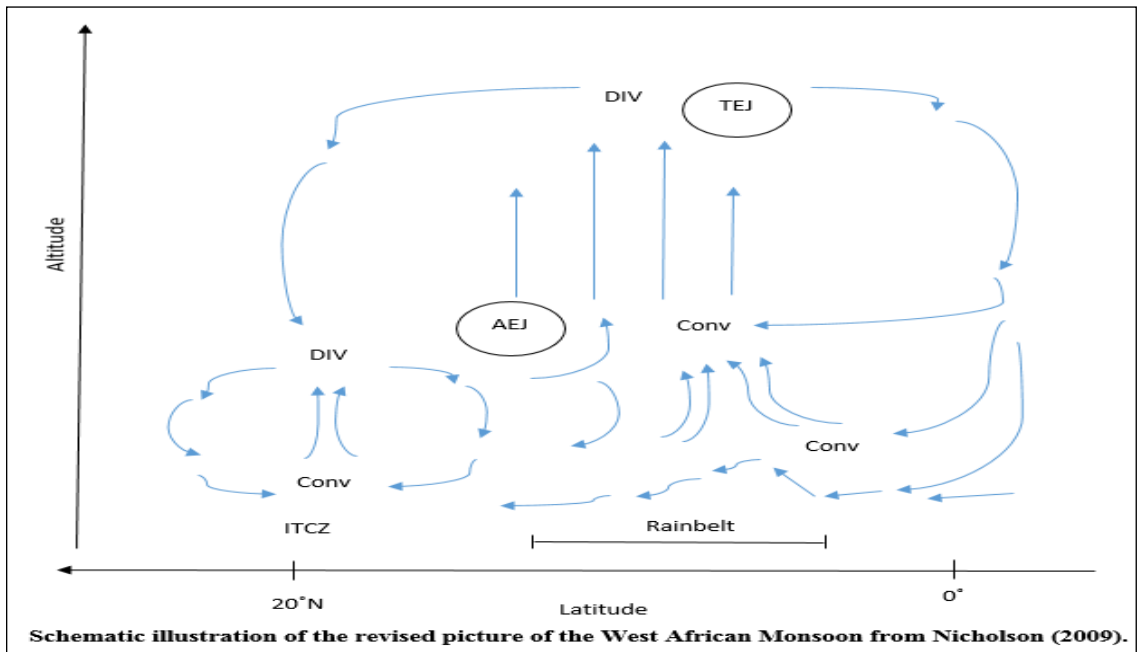 DIV
TEJ
Altitude
AEJ
Conv
DIV
Conv
Conv
ITCZ
Rainbelt
20°N
Latitude
0°
Schematic illustration of the revised picture of the West African Monsoon from Nicholson (2009).